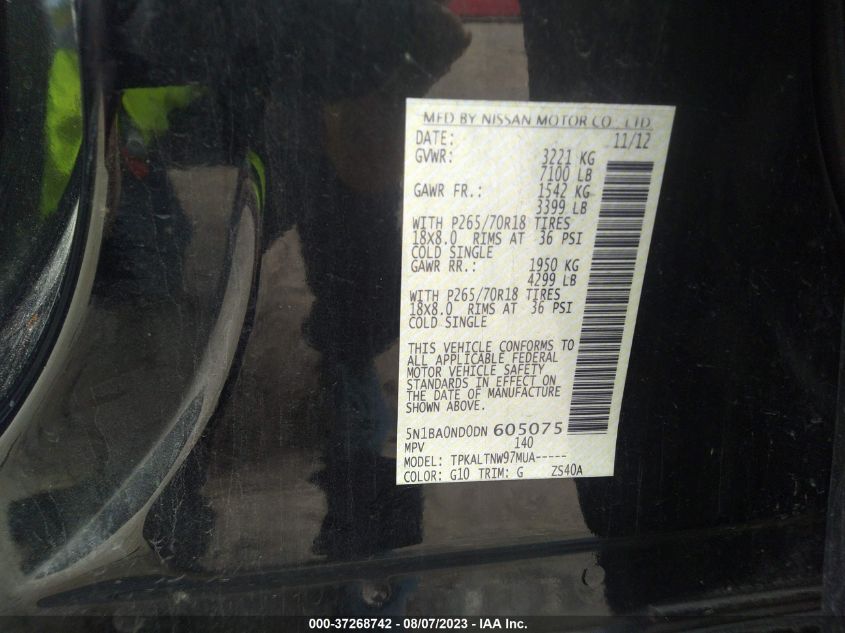 MFD BY NISSAN MOTOR CO., LTD.
DATE: 11/12
GVWR: 3221 KG
7100 LB
GAWR FR.: 1542 KG
3399 LB
WITH P265/70R18 TIRES
18X8.0 RIMS AT 36 PSI
COLD SINGLE
GAWR RR.: 1950 KG
4299 LB
WITH P265/70R18 TIRES
18X8.0 RIMS AT 36 PSI
COLD SINGLE
THIS VEHICLE CONFORMS TO
ALL APPLICABLE FEDERAL
MOTOR VEHICLE SAFETY
STANDARDS IN EFFECT ON
THE DATE OF MANUFACTURE
SHOWN ABOVE.
5N1BA0ND0DN 605075
MPV 140
MODEL: TPKALTNW97MUA-----
COLOR: G10 TRIM: G ZS40A
000-37268742 - 08/07/2023 - IAA Inc.